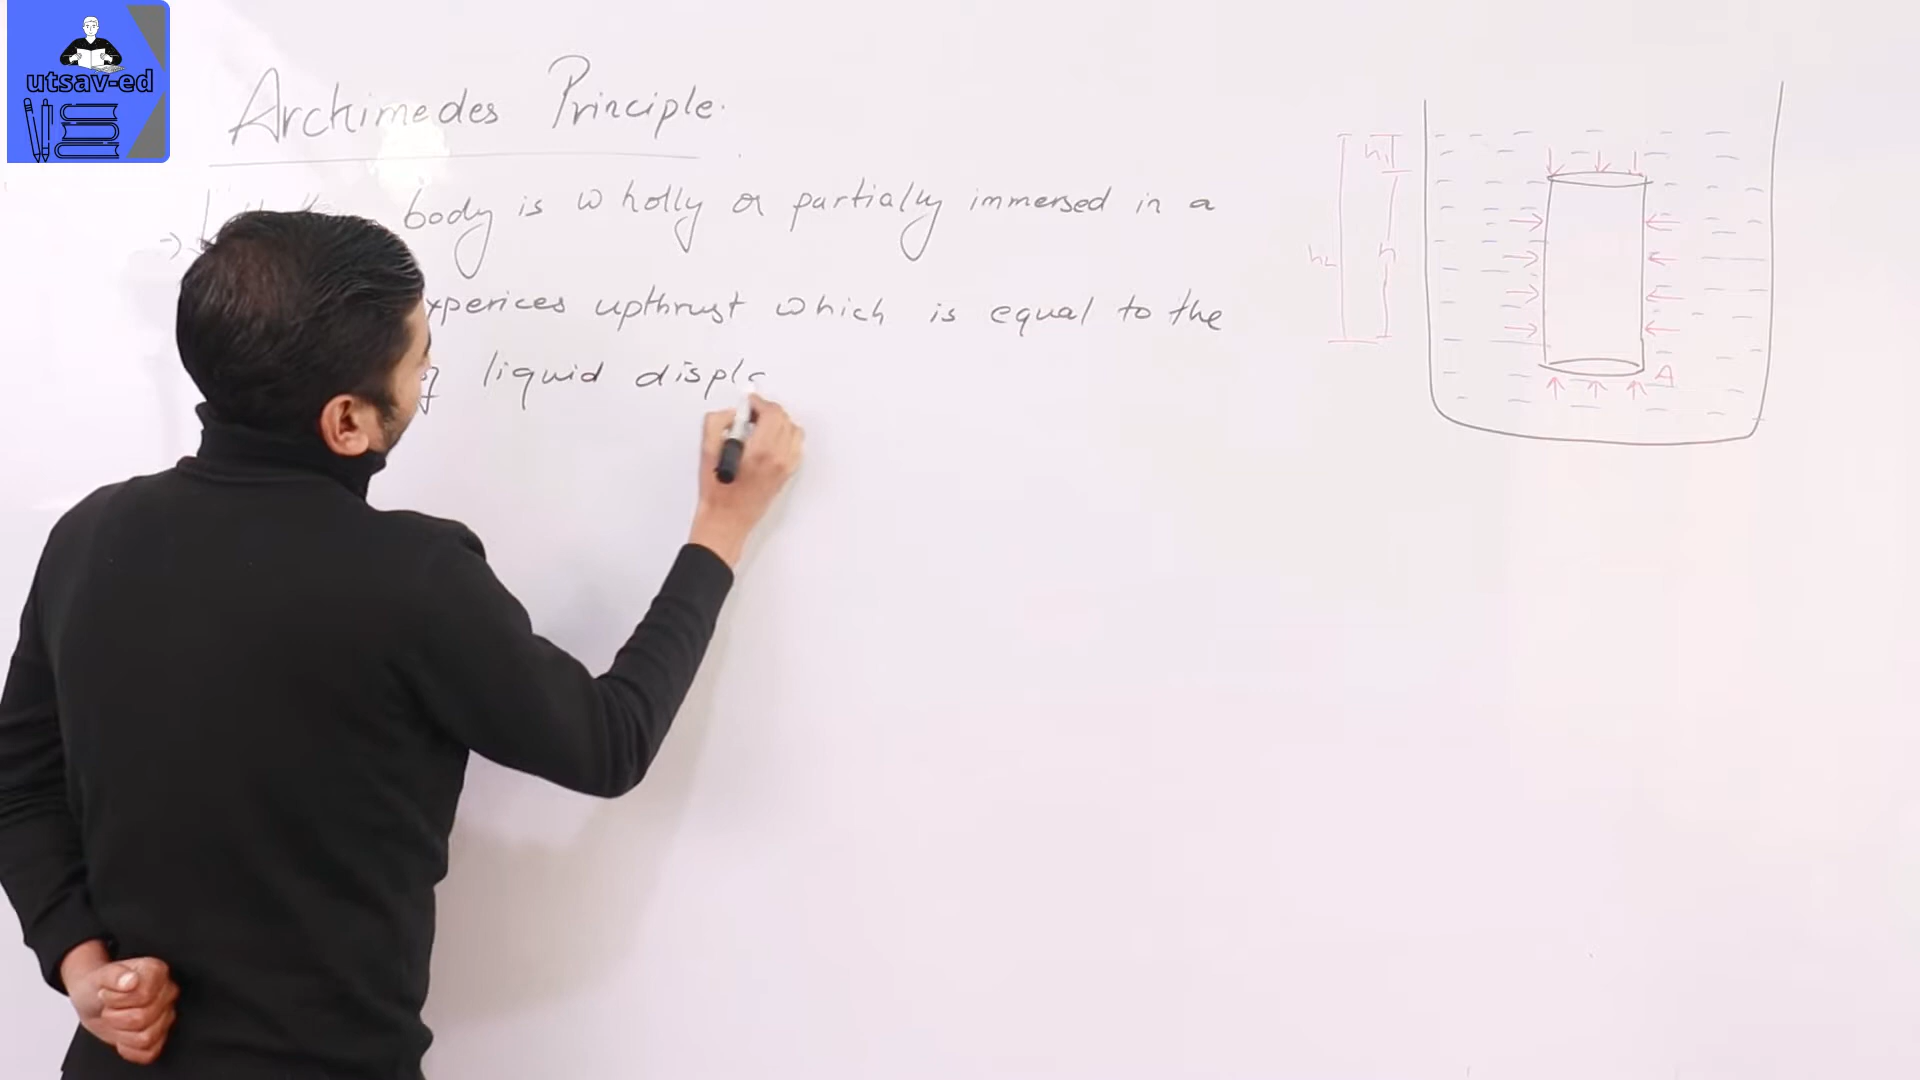 utsav-ed
Archimedes Principle.
body is wholly or partially immersed in a
xperices upthrust which is equal to the
liquid displa
h1
h2
h
A